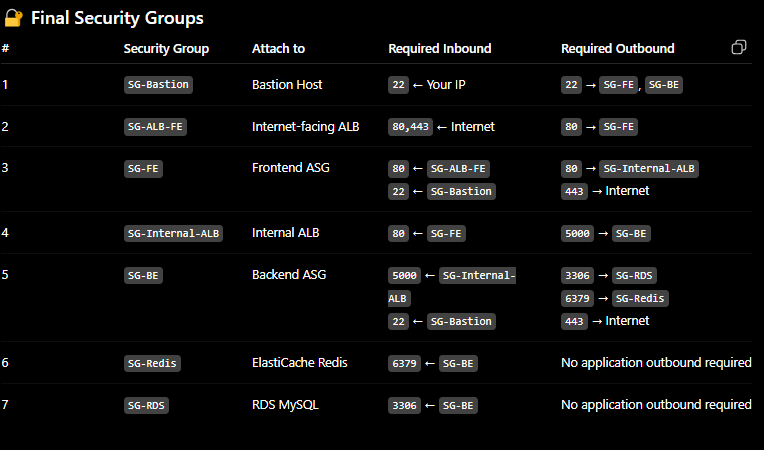 🔐 Final Security Groups
# Security Group Attach to Required Inbound Required Outbound
1 SG-Bastion Bastion Host 22 ← Your IP 22 → SG-FE, SG-BE
2 SG-ALB-FE Internet-facing ALB 80,443 ← Internet 80 → SG-FE
3 SG-FE Frontend ASG 80 ← SG-ALB-FE 80 → SG-Internal-ALB
22 ← SG-Bastion 443 → Internet
4 SG-Internal-ALB Internal ALB 80 ← SG-FE 5000 → SG-BE
5 SG-BE Backend ASG 5000 ← SG-Internal- 3306 → SG-RDS
ALB 6379 → SG-Redis
22 ← SG-Bastion 443 → Internet
6 SG-Redis ElastiCache Redis 6379 ← SG-BE No application outbound required
7 SG-RDS RDS MySQL 3306 ← SG-BE No application outbound required